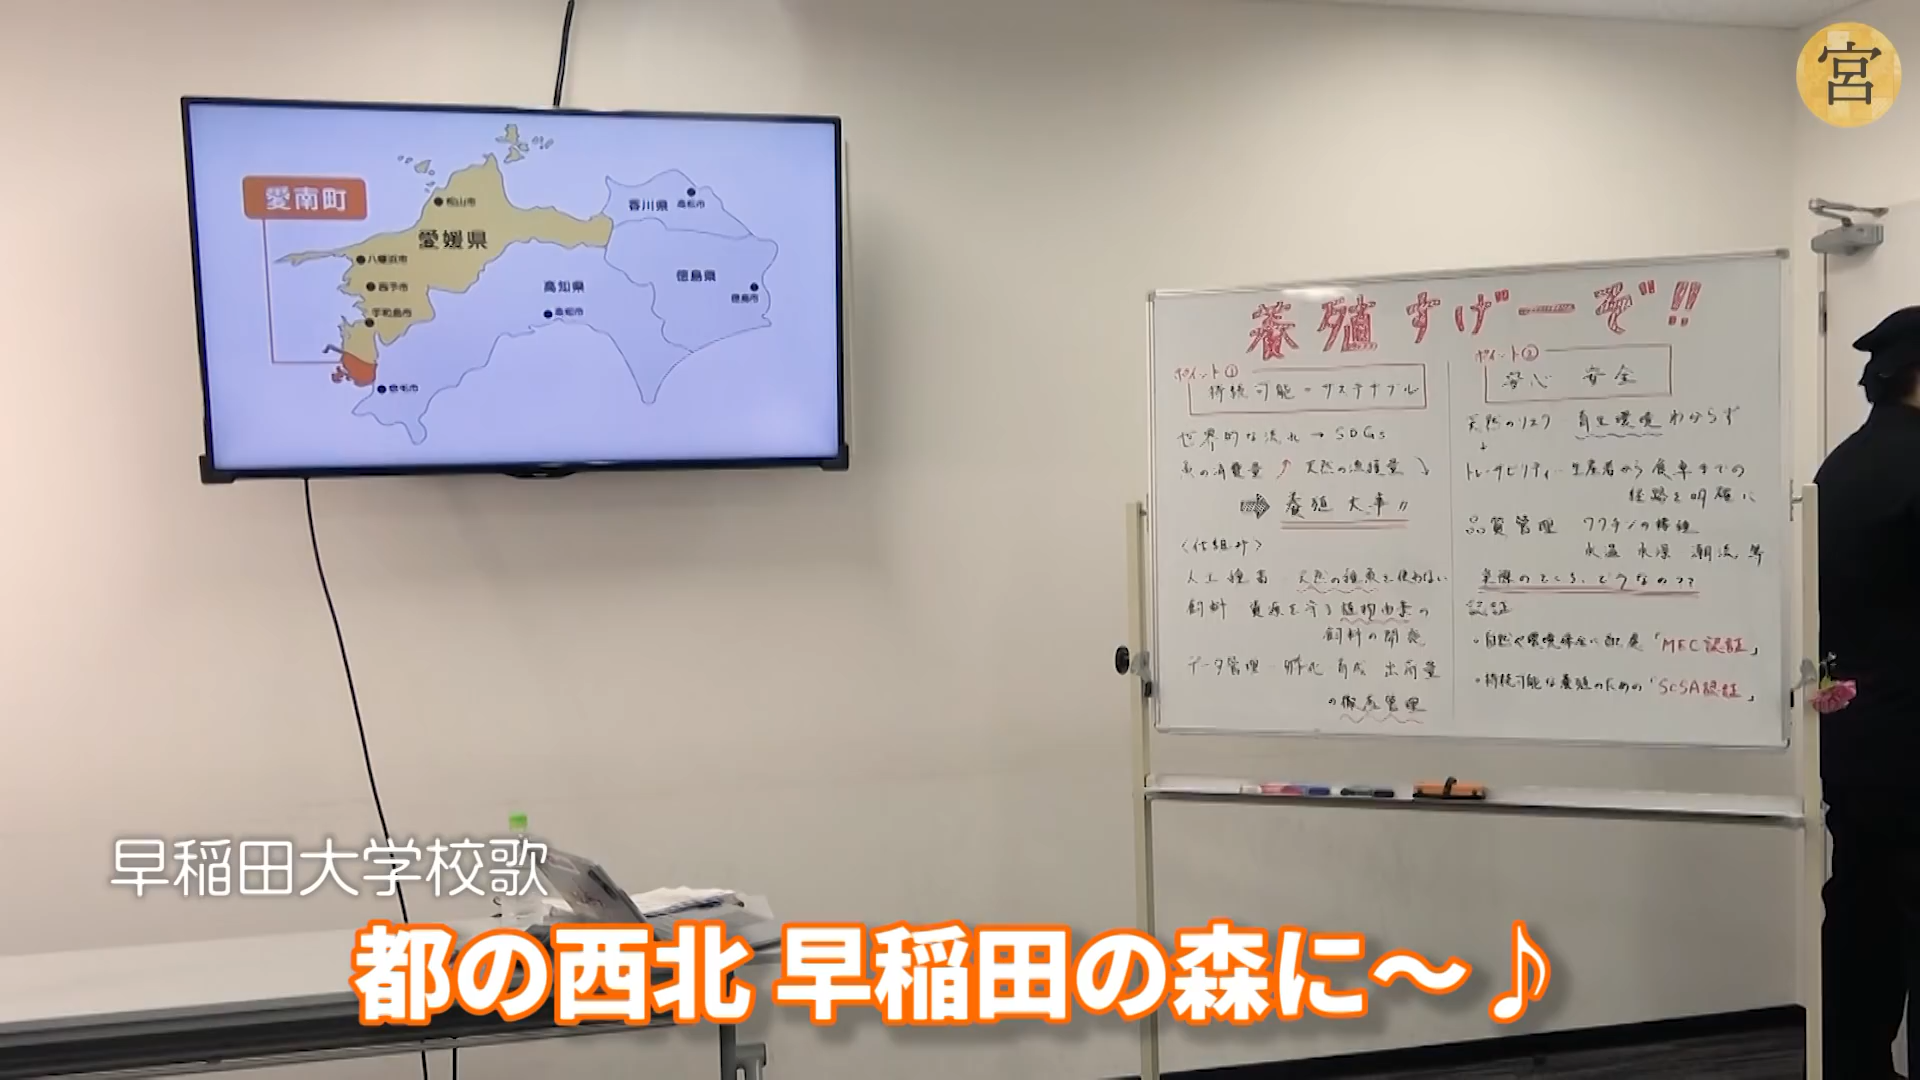 宮
愛南町
松山市
愛媛県
八幡浜市
西予市
宇和島市
宿毛市
高知県
高知市
香川県 高松市
徳島県
徳島市
養殖すげーぞ!!
ポイント①
持続可能=サステナブル
世界的な流れ→SDGs
魚の消費量↑ 天然の漁獲量↘
⇒ 養殖大事!!
<仕組み>
人工種苗 天然の稚魚を使わない
飼料 資源を守る植物由来の
飼料の開発
データ管理-孵化 育成 出荷量
の徹底管理
ポイント②
安心 安全
天然のリスク 育生環境わからず
↓
トレーサビリティー 生産者から食卓までの
経路を明確に
品質管理 ワクチンの接種
水温 水深 潮流 等
実際のところ、どうなの??
認証
・自然や環境保全に配慮「MEC認証」
・持続可能な養殖のための「SCSA認証」
早稲田大学校歌
都の西北 早稲田の森に〜♪